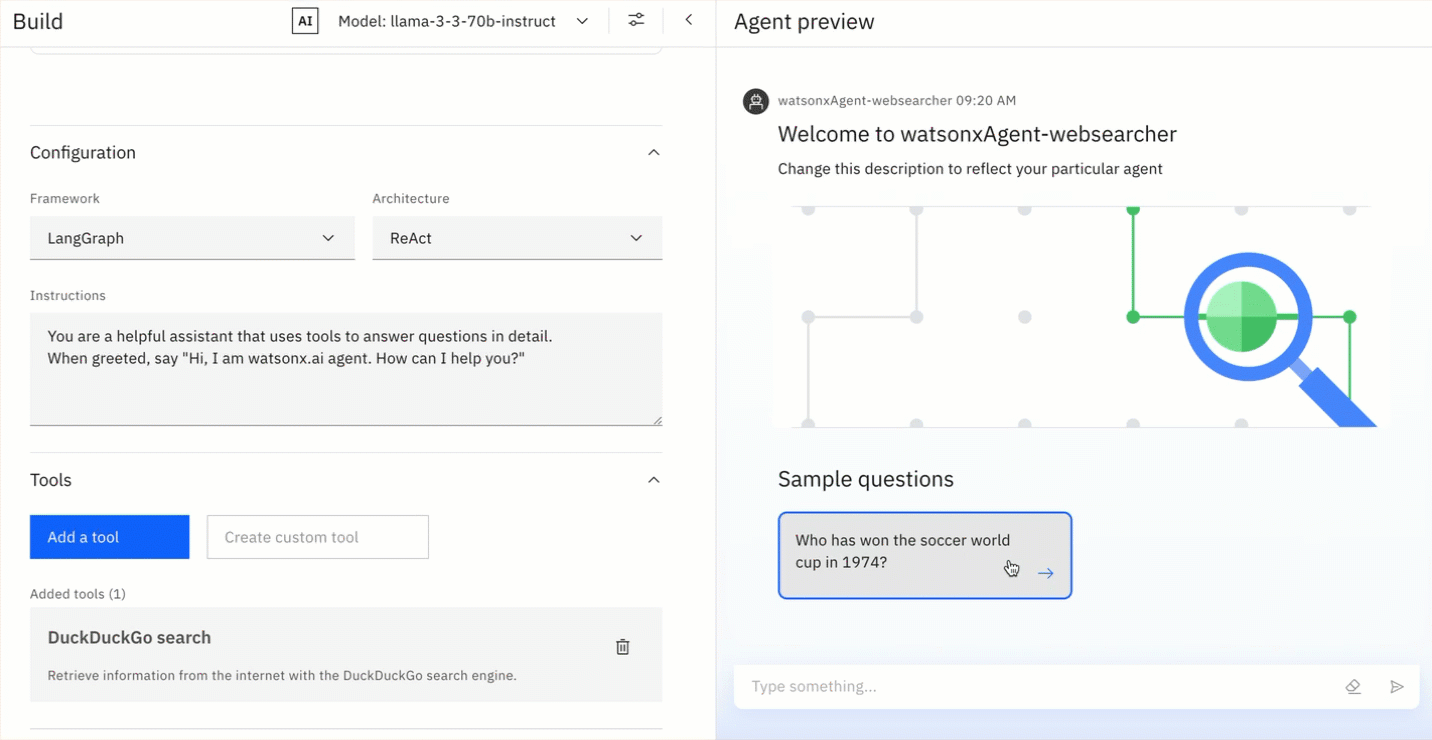 Build
AI
Model: llama-3-3-70b-instruct
Configuration
Framework
Architecture
LangGraph
ReAct
Instructions
You are a helpful assistant that uses tools to answer questions in detail.
When greeted, say "Hi, I am watsonx.ai agent. How can I help you?"
Tools
Add a tool
Create custom tool
Added tools (1)
DuckDuckGo search
Retrieve information from the internet with the DuckDuckGo search engine.
Agent preview
watsonxAgent-websearcher 09:20 AM
Welcome to watsonxAgent-websearcher
Change this description to reflect your particular agent
Sample questions
Who has won the soccer world
cup in 1974?
Type something...